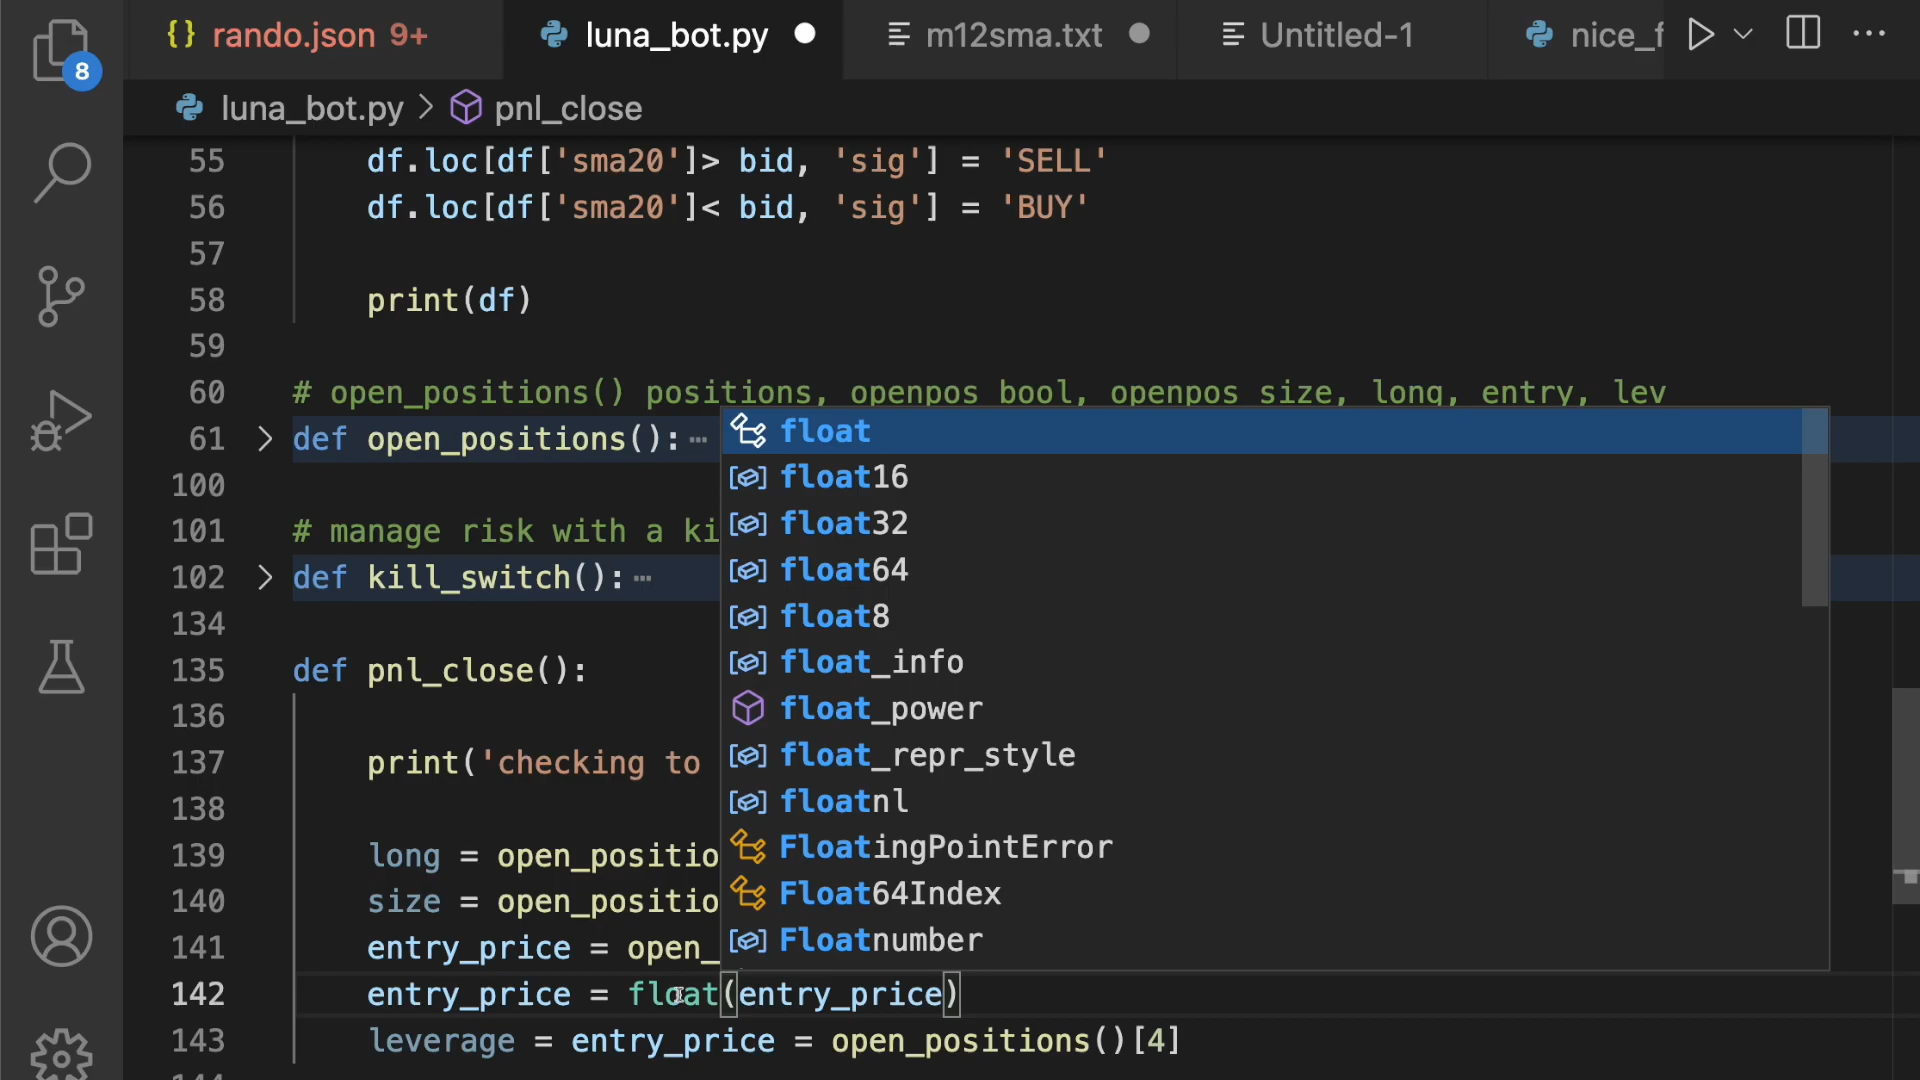 {} rando.json 9+ luna_bot.py m12sma.txt Untitled-1 nice_f
8
luna_bot.py > pnl_close
55 df.loc[df['sma20']> bid, 'sig'] = 'SELL'
56 df.loc[df['sma20']< bid, 'sig'] = 'BUY'
57
58 print(df)
59
60 # open_positions() positions, openpos bool, openpos size, long, entry, lev
61 def open_positions():
100
101 # manage risk with a ki
102 def kill_switch():
134
135 def pnl_close():
136
137 print('checking to
138
139 long = open_positio
140 size = open_positio
141 entry_price = open_
142 entry_price = float(entry_price)
143 leverage = entry_price = open_positions()[4]
float
float16
float32
float64
float8
float_info
float_power
float_repr_style
floatnl
FloatingPointError
Float64Index
Floatnumber